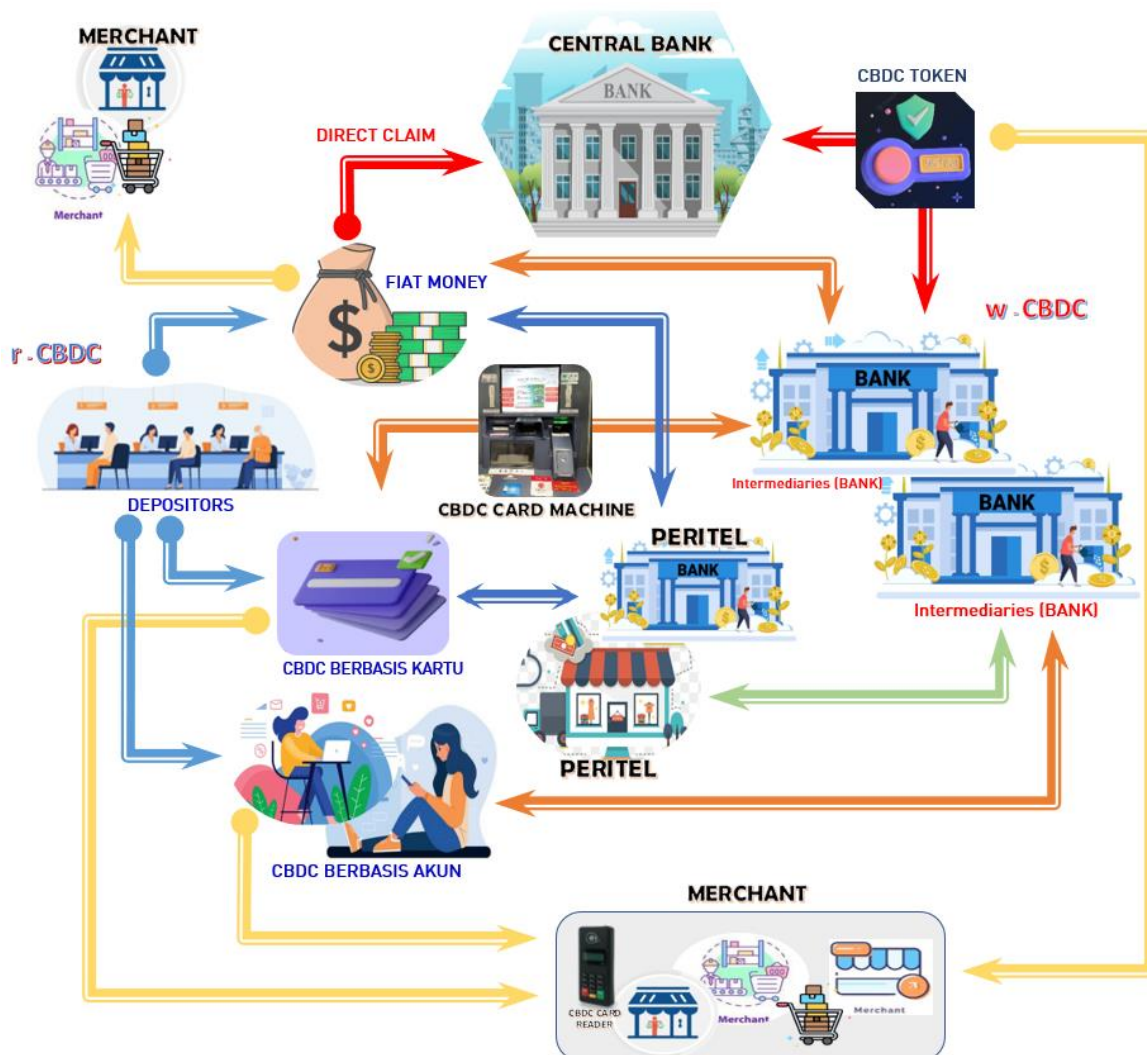 MERCHANT
Merchant
CENTRAL BANK
BANK
CBDC TOKEN
DIRECT CLAIM
FIAT MONEY
r - CBDC
w - CBDC
BANK
Intermediaries (BANK)
BANK
Intermediaries (BANK)
DEPOSITORS
CBDC CARD MACHINE
PERITEL
BANK
CBDC BERBASIS KARTU
PERITEL
CBDC BERBASIS AKUN
MERCHANT
CBDC CARD
READER
Merchant
Merchant